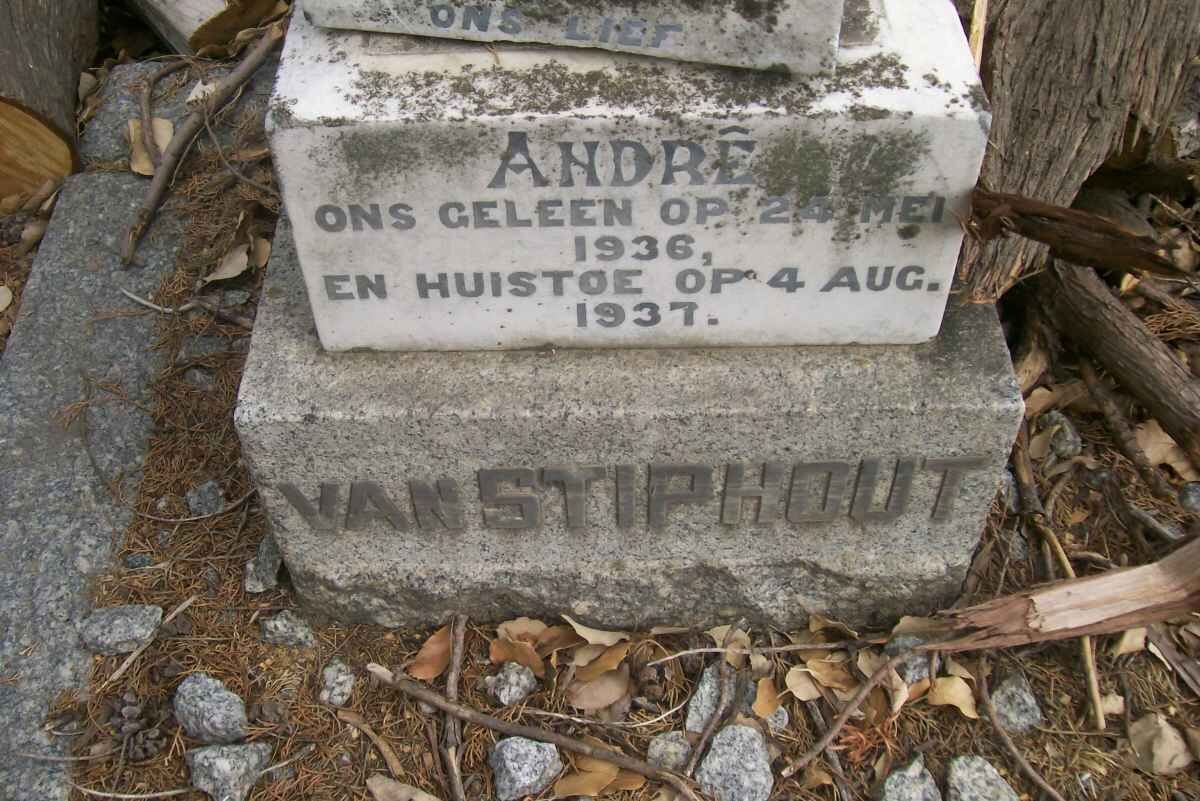 ONS LIEF
ANDRÊ
ONS GELEEN OP 24 MEI
1936,
EN HUISTOE OP 4 AUG.
1937.
VAN STIPHOUT